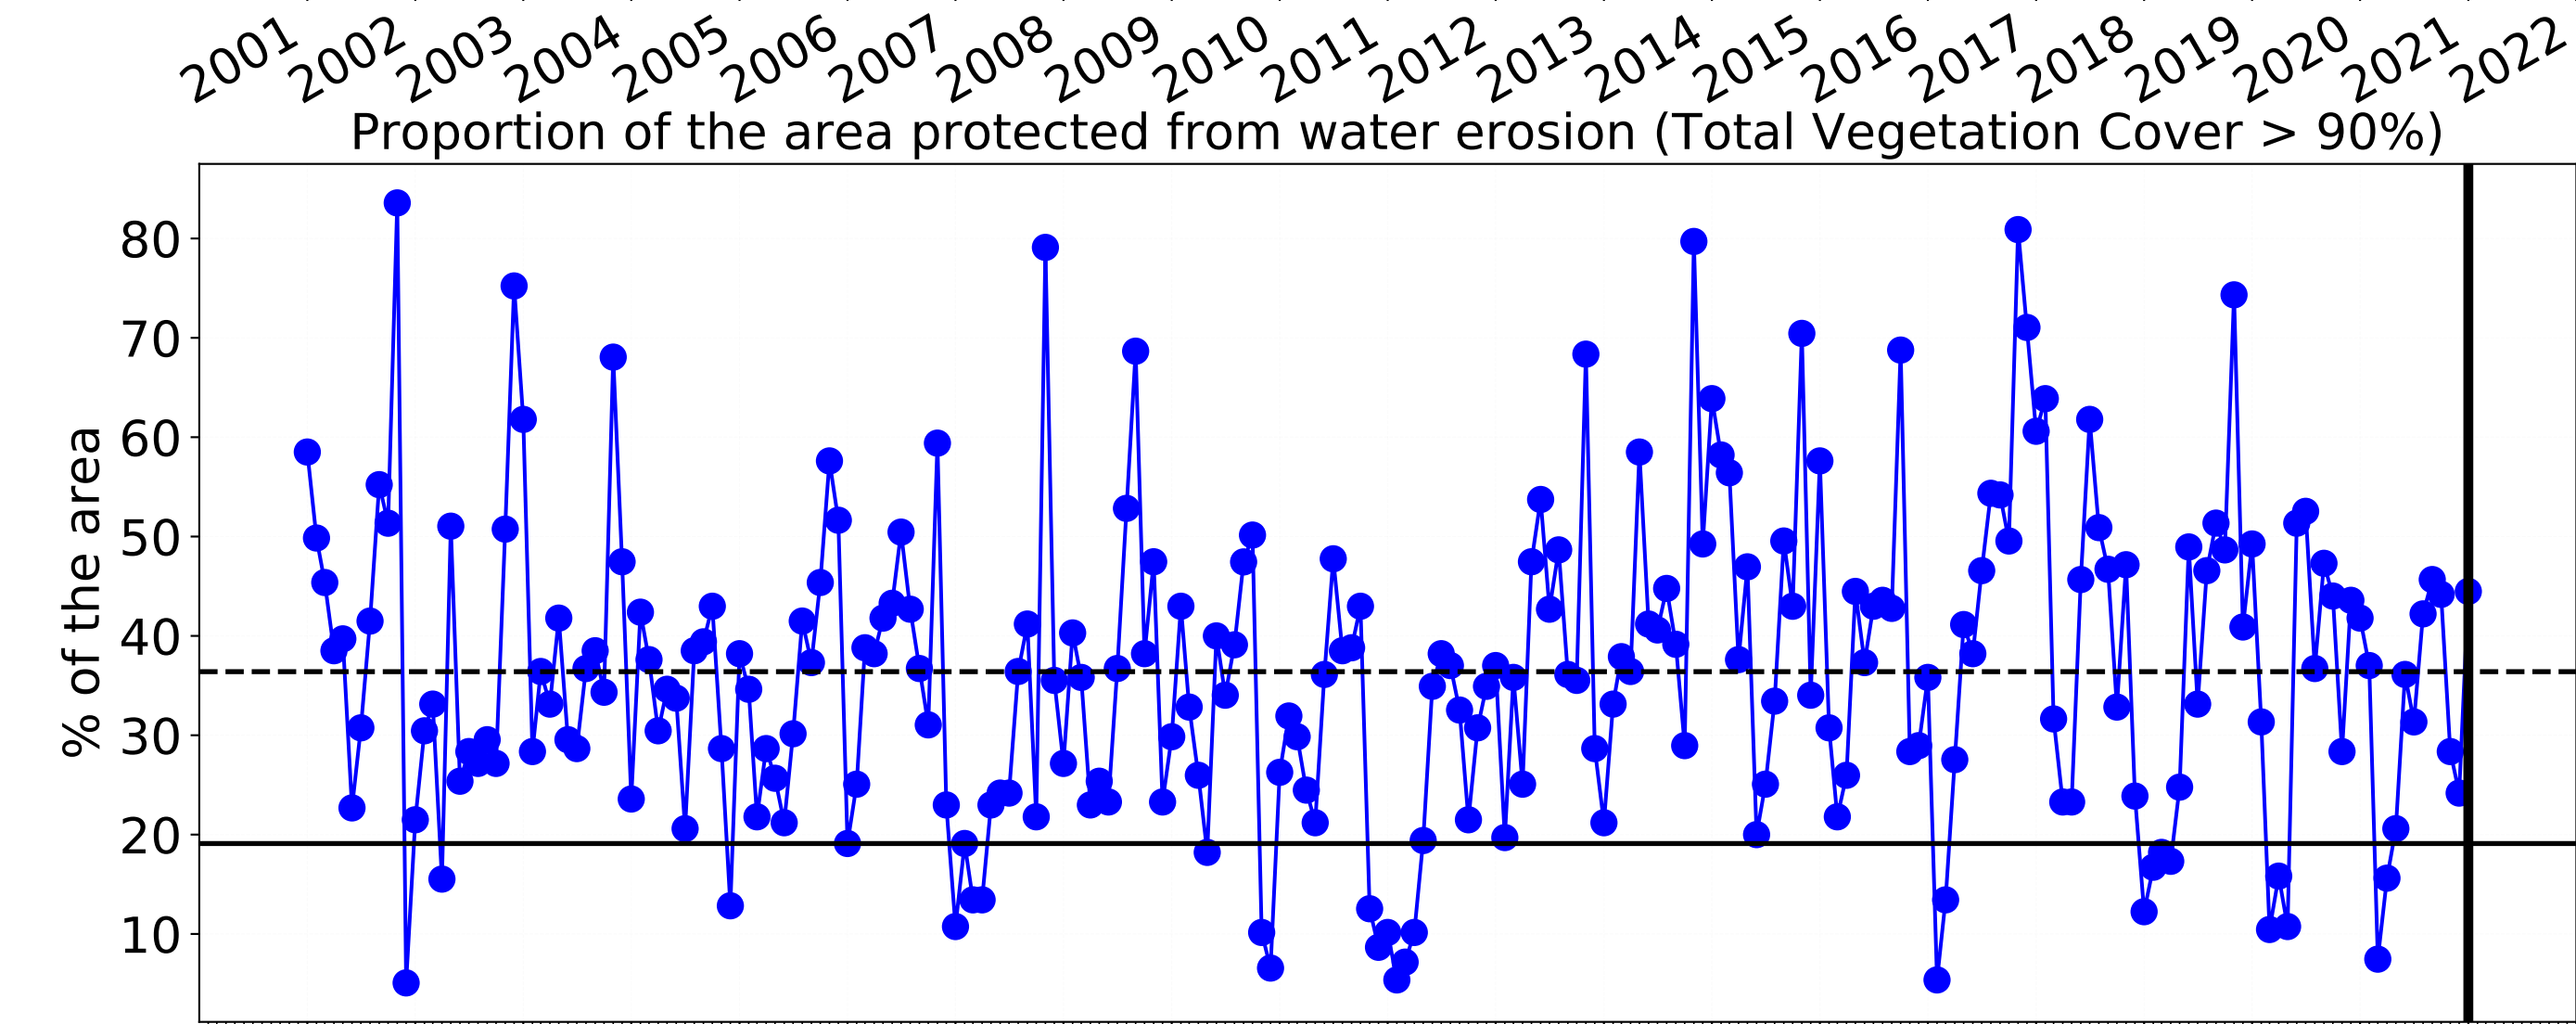 2001 2002 2003 2004 2005 2006 2007 2008 2009 2010 2011 2012 2013 2014 2015 2016 2017 2018 2019 2020 2021 2022
Proportion of the area protected from water erosion (Total Vegetation Cover > 90%)
80
70
60
50
40
30
20
10
% of the area